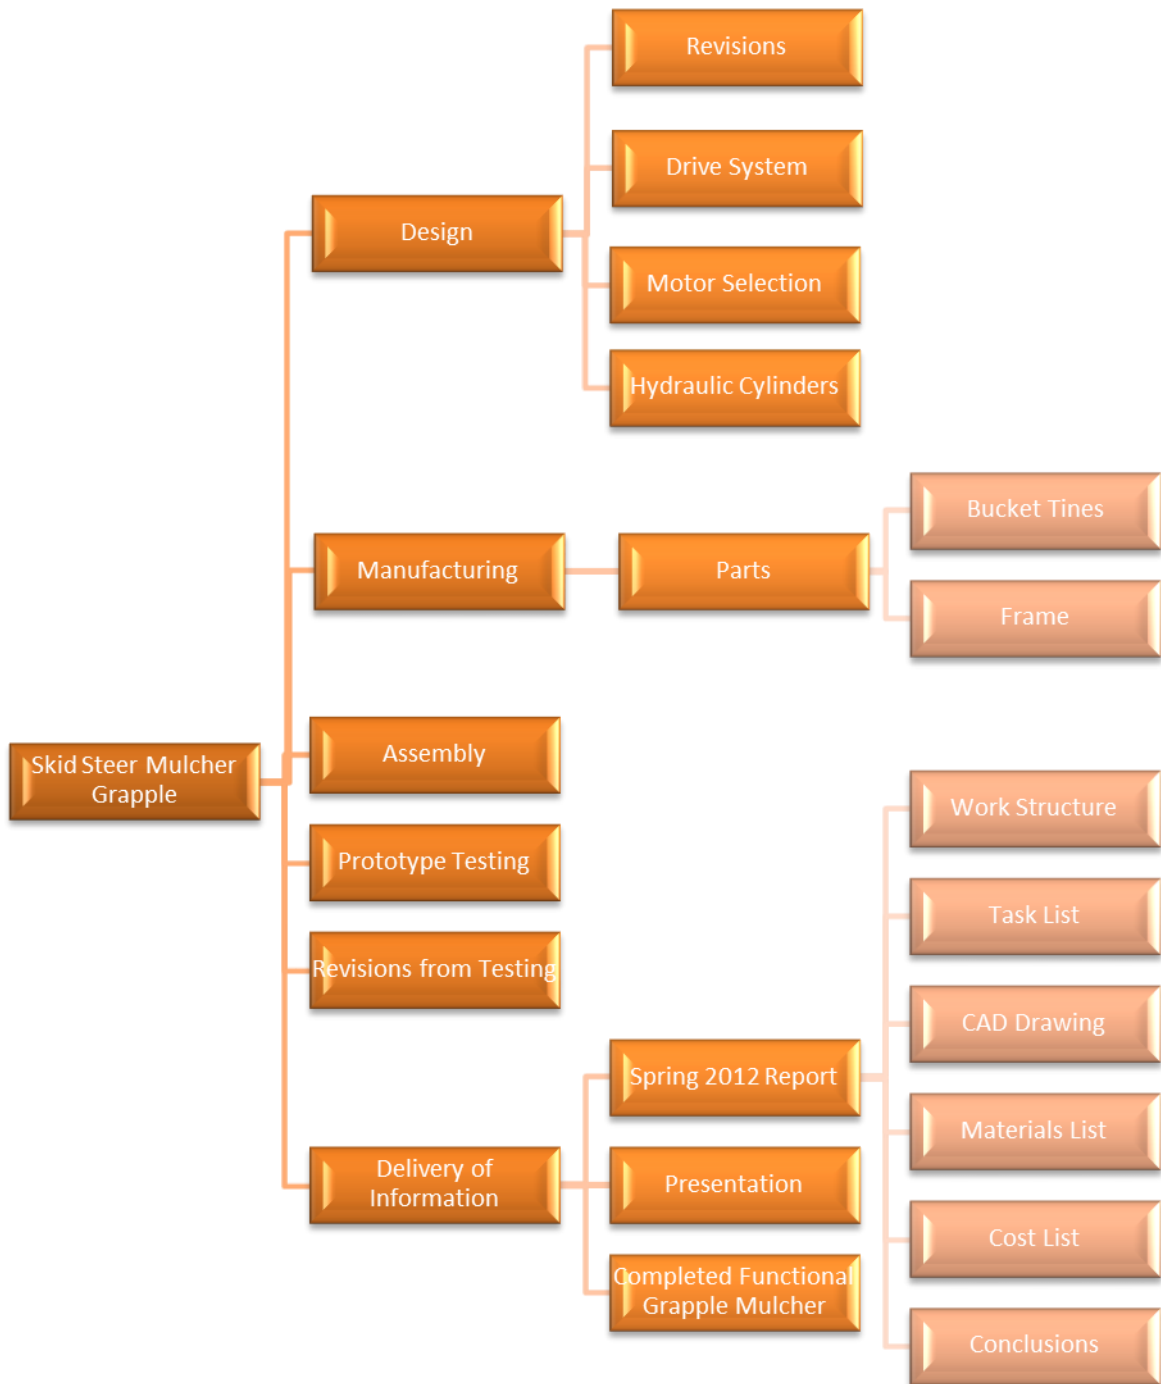 Skid Steer Mulcher
Grapple
Design
Revisions
Drive System
Motor Selection
Hydraulic Cylinders
Manufacturing
Parts
Bucket Tines
Frame
Assembly
Prototype Testing
Revisions from Testing
Delivery of
Information
Spring 2012 Report
Work Structure
Task List
CAD Drawing
Materials List
Cost List
Conclusions
Presentation
Completed Functional
Grapple Mulcher